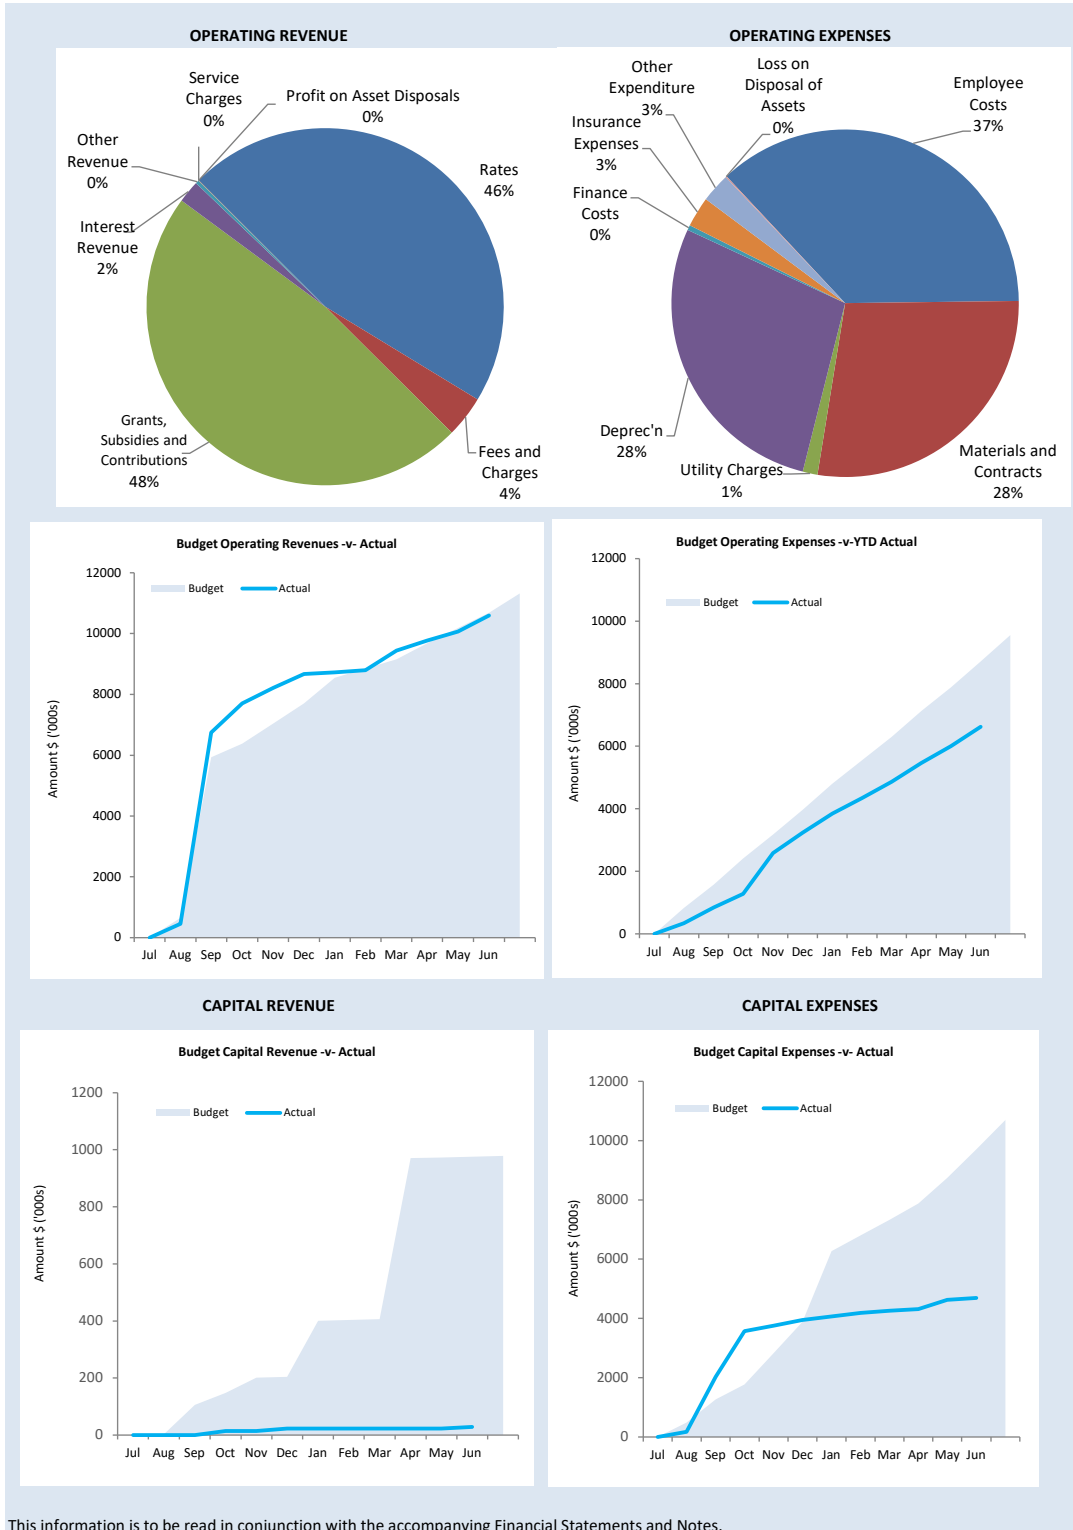 OPERATING REVENUE
Service
Charges
0%
Profit on Asset Disposals
0%
Other
Revenue
0%
Rates
46%
Interest
Revenue
2%
Grants,
Subsidies and
Contributions
48%
Fees and
Charges
4%
OPERATING EXPENSES
Other
Expenditure
3%
Loss on
Disposal of
Assets
0%
Employee
Costs
37%
Insurance
Expenses
3%
Finance
Costs
0%
Deprec'n
28%
Utility Charges
1%
Materials and
Contracts
28%
Budget Operating Revenues -v- Actual
Budget
Actual
Amount $ ('000s)
12000
10000
8000
6000
4000
2000
0
Jul Aug Sep Oct Nov Dec Jan Feb Mar Apr May Jun
Budget Operating Expenses -v-YTD Actual
Budget
Actual
Amount $ ('000s)
12000
10000
8000
6000
4000
2000
0
Jul Aug Sep Oct Nov Dec Jan Feb Mar Apr May Jun
CAPITAL REVENUE
Budget Capital Revenue -v- Actual
Budget
Actual
Amount $ ('000s)
1200
1000
800
600
400
200
0
Jul Aug Sep Oct Nov Dec Jan Feb Mar Apr May Jun
CAPITAL EXPENSES
Budget Capital Expenses -v- Actual
Budget
Actual
Amount $ ('000s)
12000
10000
8000
6000
4000
2000
0
Jul Aug Sep Oct Nov Dec Jan Feb Mar Apr May Jun
This information is to be read in conjunction with the accompanying Financial Statements and Notes.